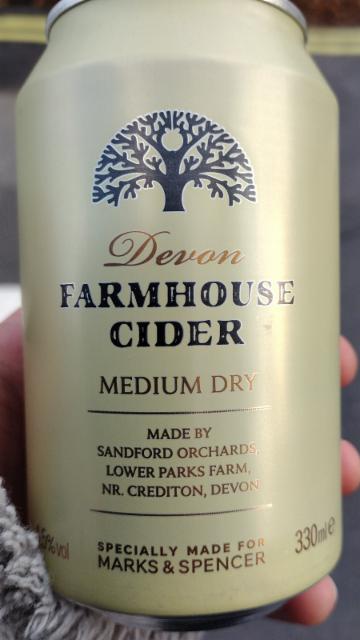 Devon
FARMHOUSE
CIDER
MEDIUM DRY
MADE BY
SANDFORD ORCHARDS,
LOWER PARKS FARM,
NR. CREDITON, DEVON
SPECIALLY MADE FOR
MARKS & SPENCER
330ml e